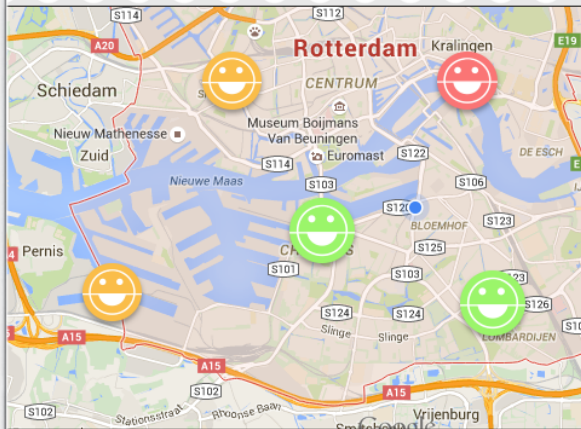 S114
S112
A20
Rotterdam
Kralingen
E19
Schiedam
CENTRUM
Museum Boijmans
Van Beuningen
Nieuw Mathenesse
Zuid
S114
Euromast
S122
DE ESCH
Nieuwe Maas
S103
S106
S120
S123
BLOEMHOF
Pernis
S125
S101
S103
S126
S124
S124
Slinge
Slinge
LOMBARDIJEN
A15
A15
S102
A15
S102
Stationsstraat
Rhoonse Baan
Vrijenburg
Google